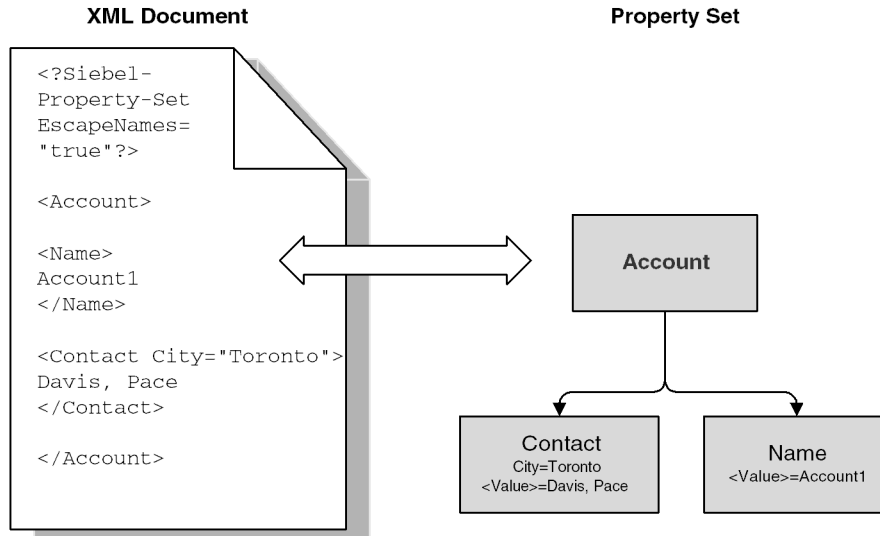 XML Document
Property Set
<?Siebel-
Property-Set
EscapeNames=
"true"?>
<Account>
<Name>
Account1
</Name>
<Contact City="Toronto">
Davis, Pace
</Contact>
</Account>
Account
Contact
City=Toronto
<Value>=Davis, Pace
Name
<Value>=Account1